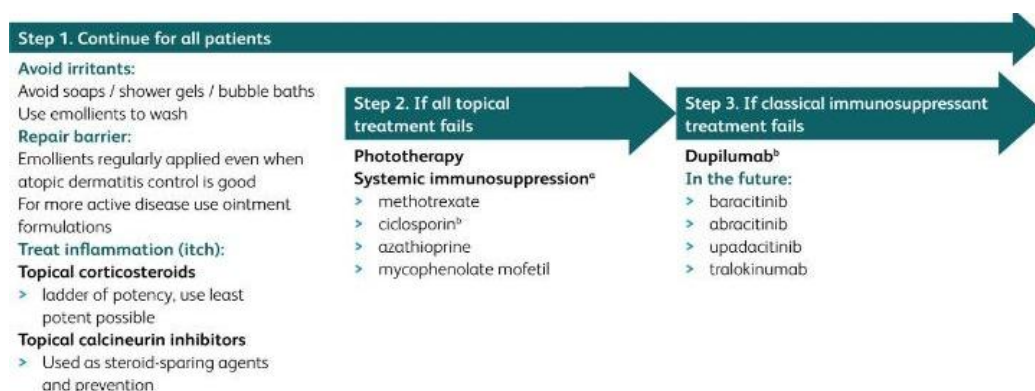 Step 1. Continue for all patients
Avoid irritants:
Avoid soaps / shower gels / bubble baths
Use emollients to wash
Repair barrier:
Emollients regularly applied even when
atopic dermatitis control is good
For more active disease use ointment
formulations
Treat inflammation (itch):
Topical corticosteroids
> ladder of potency, use least
potent possible
Topical calcineurin inhibitors
> Used as steroid-sparing agents
and prevention
Step 2. If all topical
treatment fails
Phototherapy
Systemic immunosuppressionᵃ
> methotrexate
> ciclosporinᵇ
> azathioprine
> mycophenolate mofetil
Step 3. If classical immunosuppressant
treatment fails
Dupilumabᵇ
In the future:
> baracitinib
> abracitinib
> upadacitinib
> tralokinumab